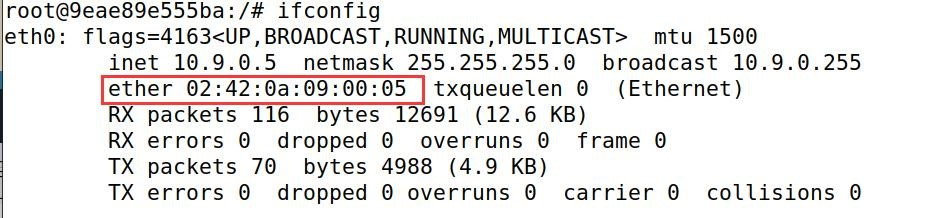 root@9eae89e555ba:/# ifconfig
eth0: flags=4163<UP,BROADCAST,RUNNING,MULTICAST>  mtu 1500
        inet 10.9.0.5  netmask 255.255.255.0  broadcast 10.9.0.255
        ether 02:42:0a:09:00:05  txqueuelen 0  (Ethernet)
        RX packets 116  bytes 12691 (12.6 KB)
        RX errors 0  dropped 0  overruns 0  frame 0
        TX packets 70  bytes 4988 (4.9 KB)
        TX errors 0  dropped 0 overruns 0  carrier 0  collisions 0